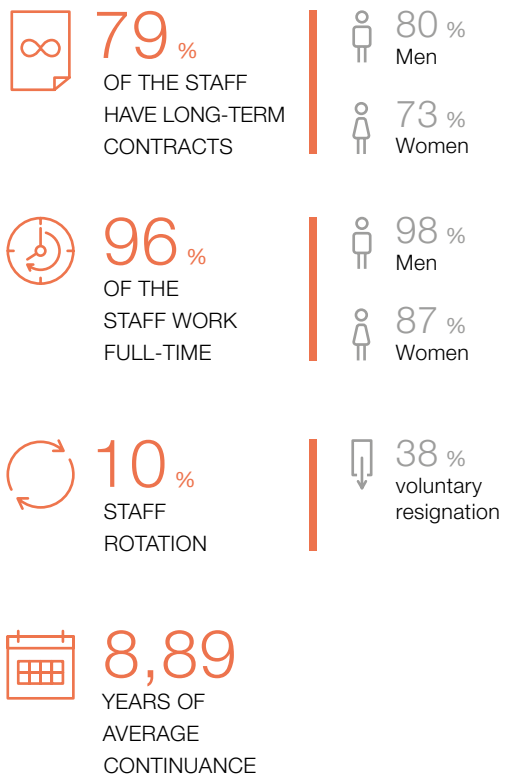 79 %
OF THE STAFF
HAVE LONG-TERM
CONTRACTS
80 %
Men
73 %
Women
96 %
OF THE
STAFF WORK
FULL-TIME
98 %
Men
87 %
Women
10 %
STAFF
ROTATION
38 %
voluntary
resignation
8,89
YEARS OF
AVERAGE
CONTINUANCE